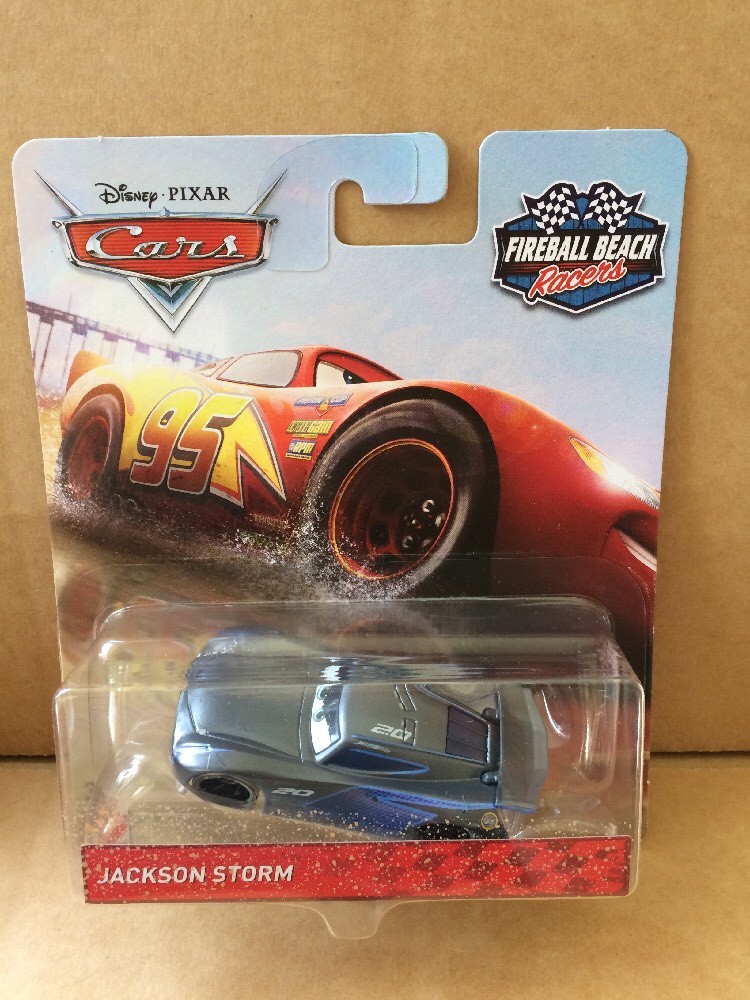 Disney · PIXAR
Cars
FIREBALL BEACH
Racers
95
2.0
20
JACKSON STORM